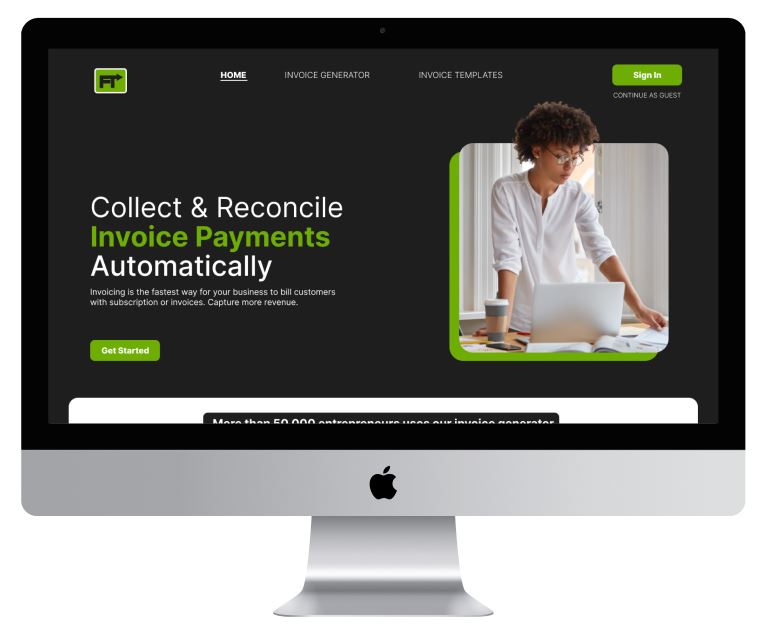 FT
HOME
INVOICE GENERATOR
INVOICE TEMPLATES
Sign In
CONTINUE AS GUEST
Collect & Reconcile
Invoice Payments
Automatically
Invoicing is the fastest way for your business to bill customers
with subscription or invoices. Capture more revenue.
Get Started
More than 50,000 entrepreneurs uses our invoice generator